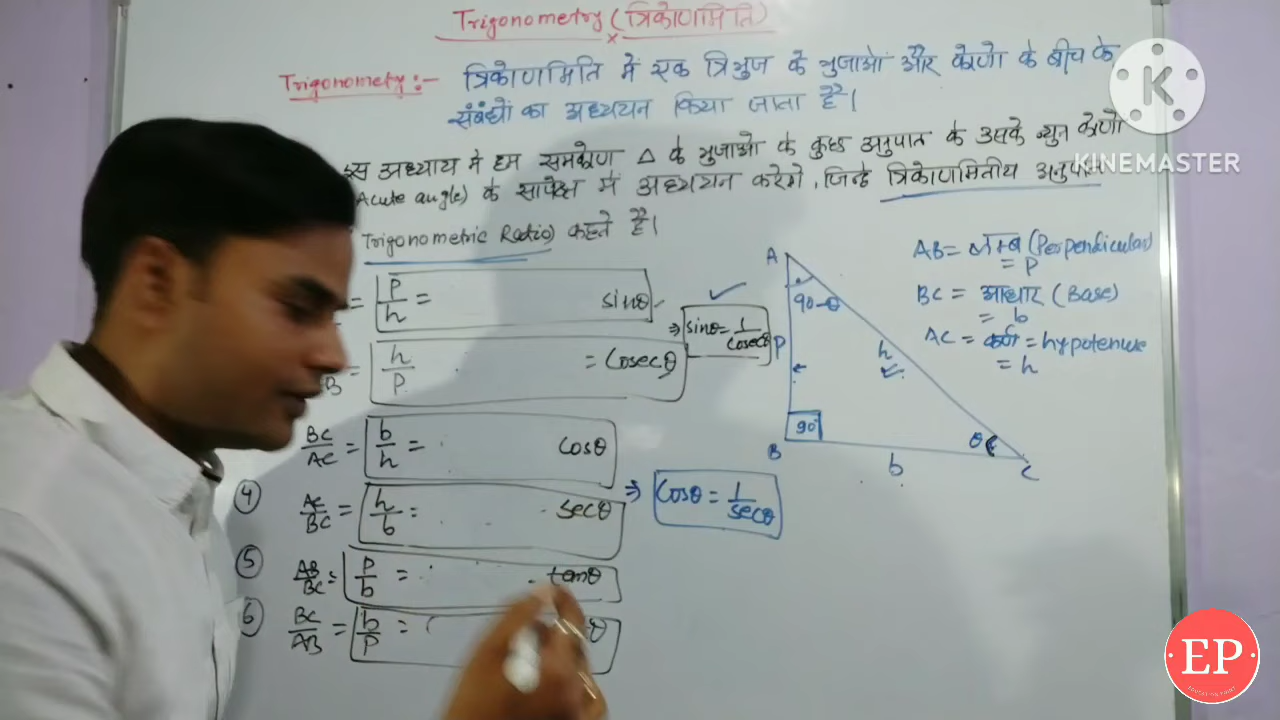 Trigonometry (त्रिकोणमिति)
Trigonometry :- त्रिकोणमिति में एक त्रिभुज के भुजाओं और कोणों के बीच के
संबंधों का अध्ययन किया जाता है।
इस अध्याय में हम समकोण Δ के भुजाओं के कुछ अनुपात के उसके न्युन कोणों
(Acute angle) के सापेक्ष में अध्ययन करेंगे, जिन्हें त्रिकोणमितीय अनुपात
Trigonometric Ratio) कहते है।
= P/h = sinθ
⇒ sinθ = 1/cosecθ
= h/P = Cosecθ
BC/AC = b/h = Cosθ
④ AC/BC = h/b = secθ
⇒ Cosθ = 1/secθ
⑤ AB/BC = P/b = tanθ
⑥ BC/AB = b/P = θ
A
90-θ
P
h
90°
B
b
θ
C
AB = लम्ब (Perpendicular)
= P
BC = आधार (Base)
= b
AC = कर्ण = hypotenuse
= h
K
KINEMASTER
EP